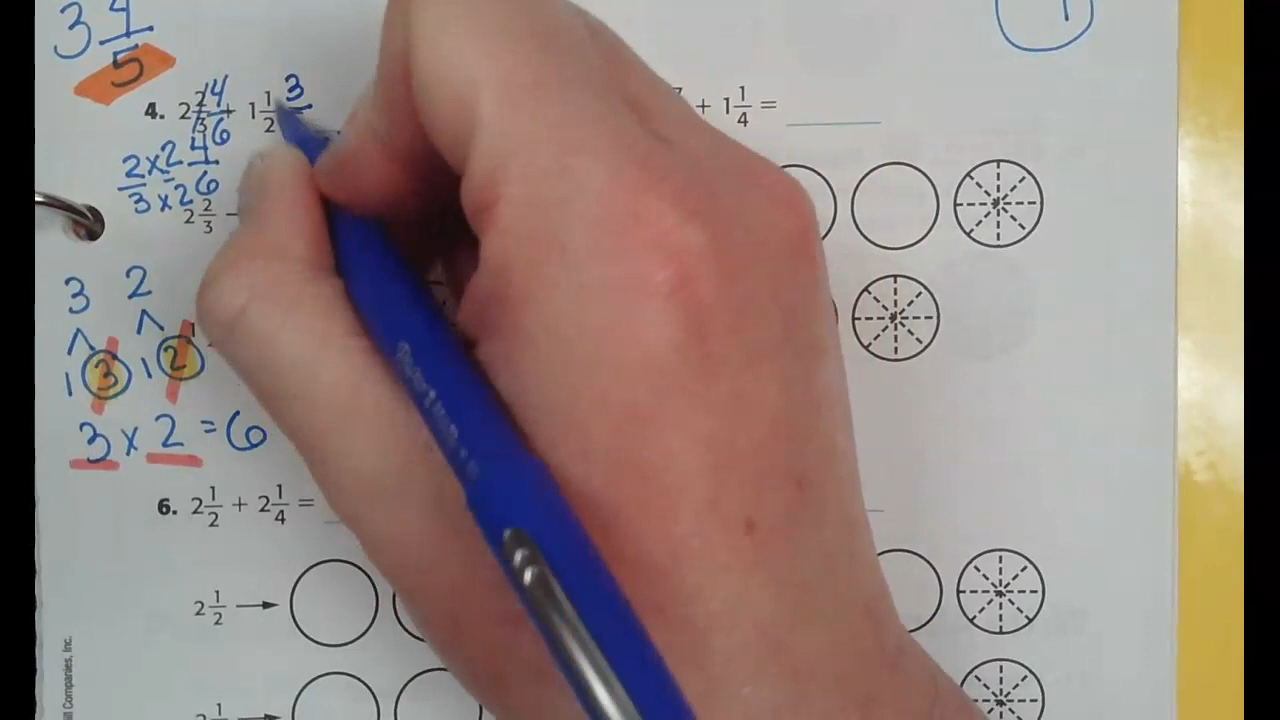 3 4/5
4. 2 2/3 4/6 + 1 1/2 3
+ 1 1/4 =
2/3 × 2/2 4/6
2 2/3
3 2
1 3 1 2
3 × 2 = 6
6. 2 1/2 + 2 1/4 =
2 1/2
Companies, Inc.